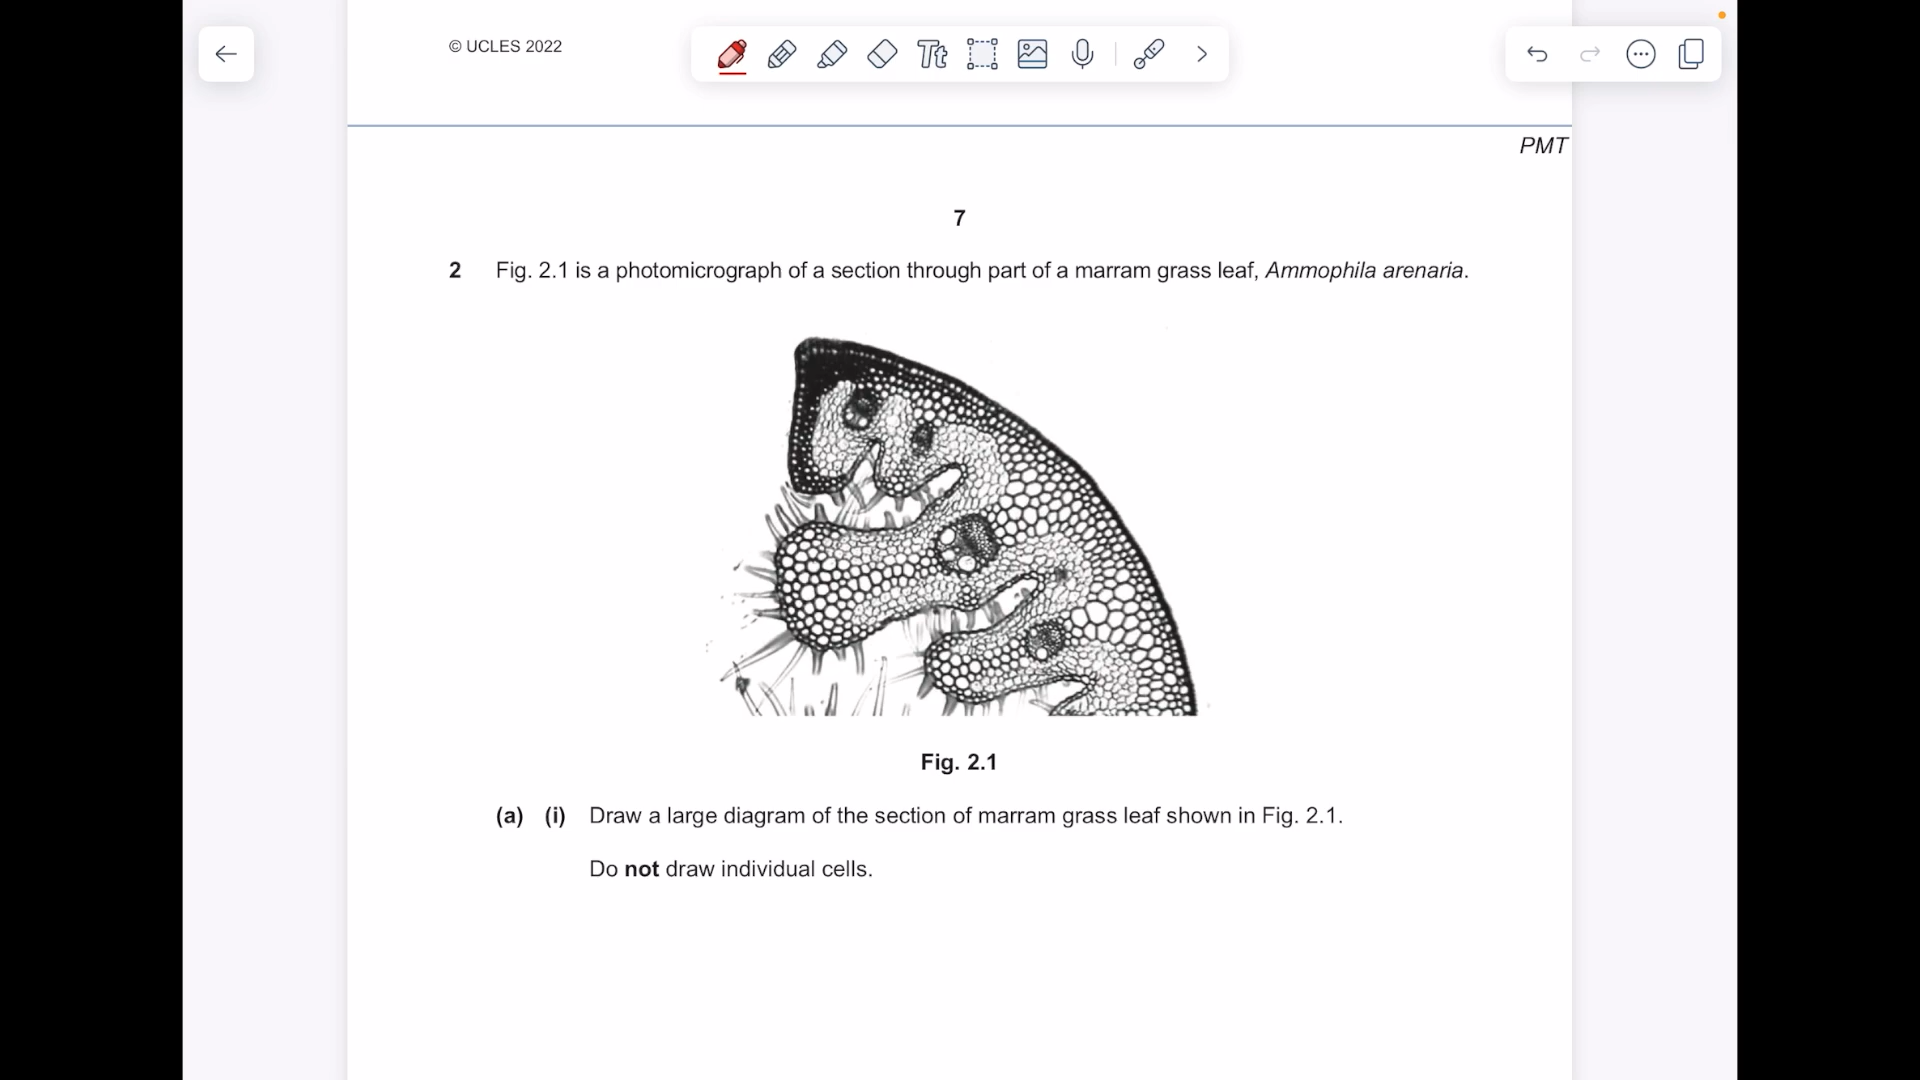 © UCLES 2022
Tt
PMT
7
2 Fig. 2.1 is a photomicrograph of a section through part of a marram grass leaf, Ammophila arenaria.
Fig. 2.1
(a) (i) Draw a large diagram of the section of marram grass leaf shown in Fig. 2.1.
Do not draw individual cells.